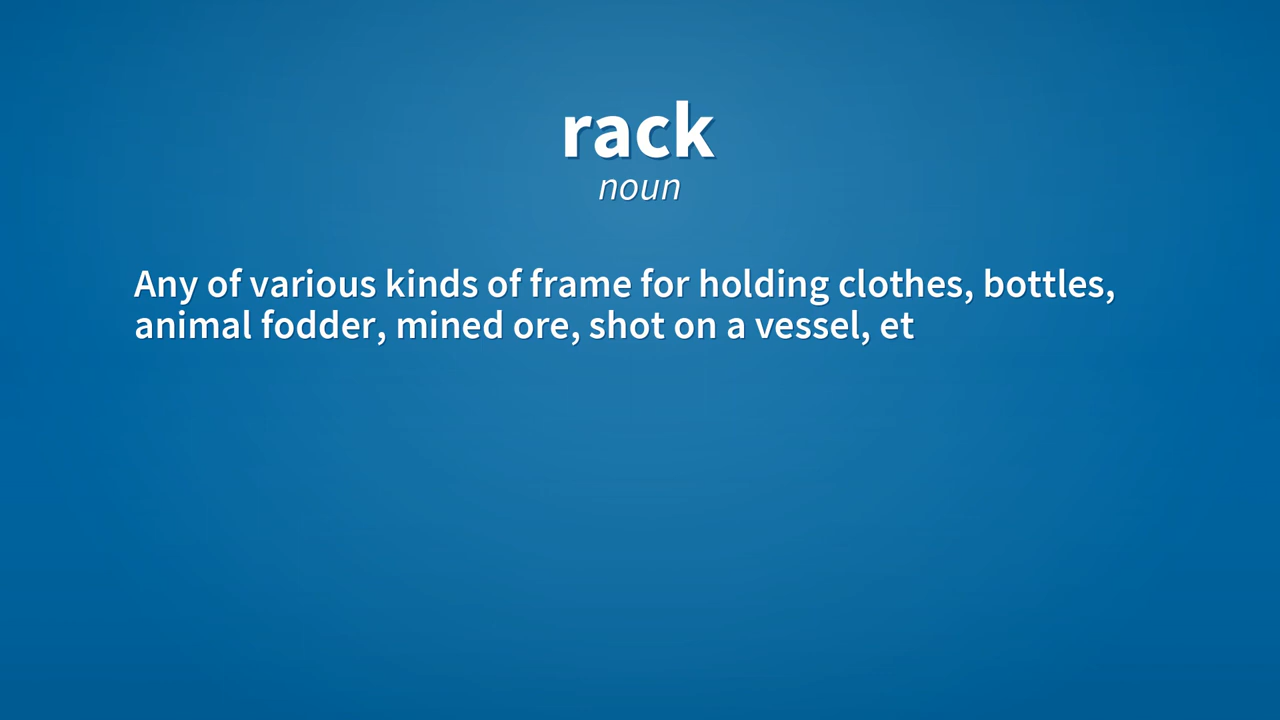 rack
noun
Any of various kinds of frame for holding clothes, bottles,
animal fodder, mined ore, shot on a vessel, et